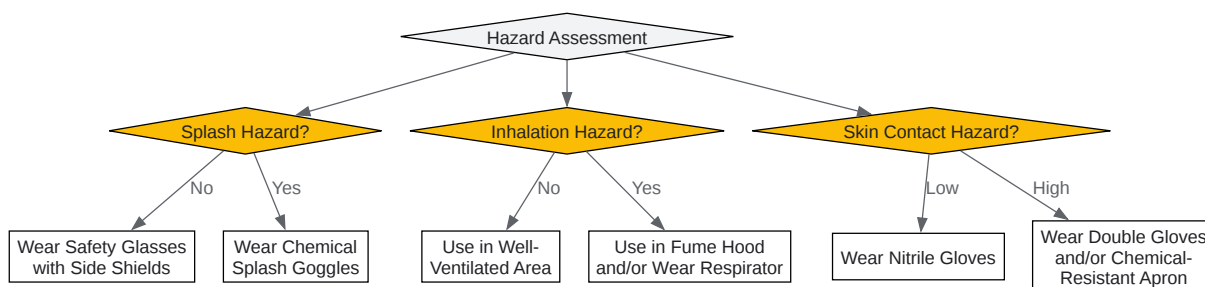 Hazard Assessment
Splash Hazard?
Inhalation Hazard?
Skin Contact Hazard?
No
Yes
No
Yes
Low
High
Wear Safety Glasses
with Side Shields
Wear Chemical
Splash Goggles
Use in Well-
Ventilated Area
Use in Fume Hood
and/or Wear Respirator
Wear Nitrile Gloves
Wear Double Gloves
and/or Chemical-
Resistant Apron